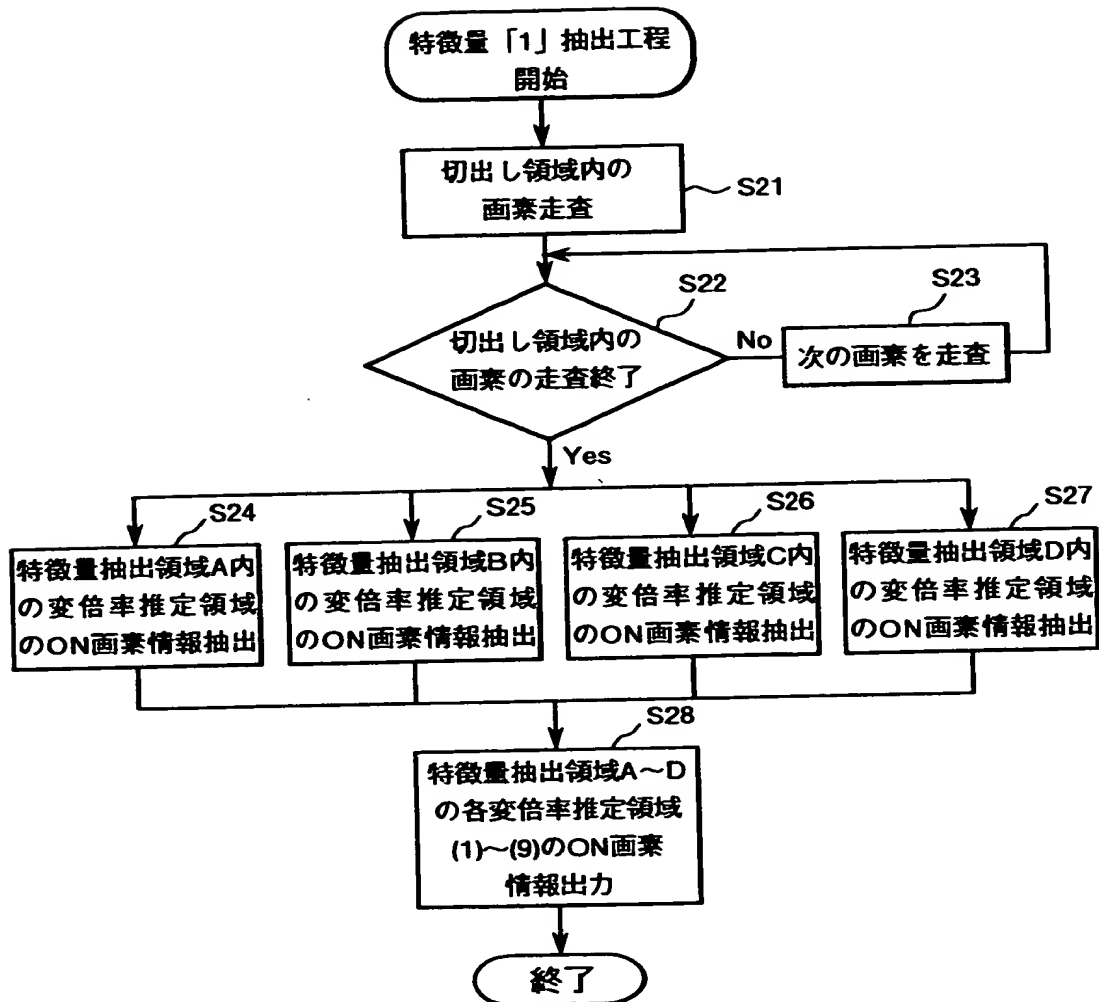 特徴量「1」抽出工程
開始
切出し領域内の
画素走査
S21
S22
切出し領域内の
画素の走査終了
No
S23
次の画素を走査
Yes
S24
特徴量抽出領域A内
の変倍率推定領域
のON画素情報抽出
S25
特徴量抽出領域B内
の変倍率推定領域
のON画素情報抽出
S26
特徴量抽出領域C内
の変倍率推定領域
のON画素情報抽出
S27
特徴量抽出領域D内
の変倍率推定領域
のON画素情報抽出
S28
特徴量抽出領域A～D
の各変倍率推定領域
(1)～(9)のON画素
情報出力
終了